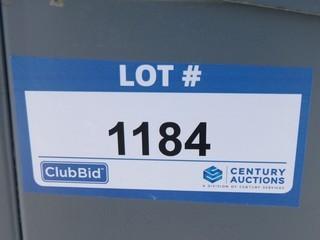 LOT #
1184
ClubBid
CENTURY
AUCTIONS
A DIVISION OF CENTURY SERVICES